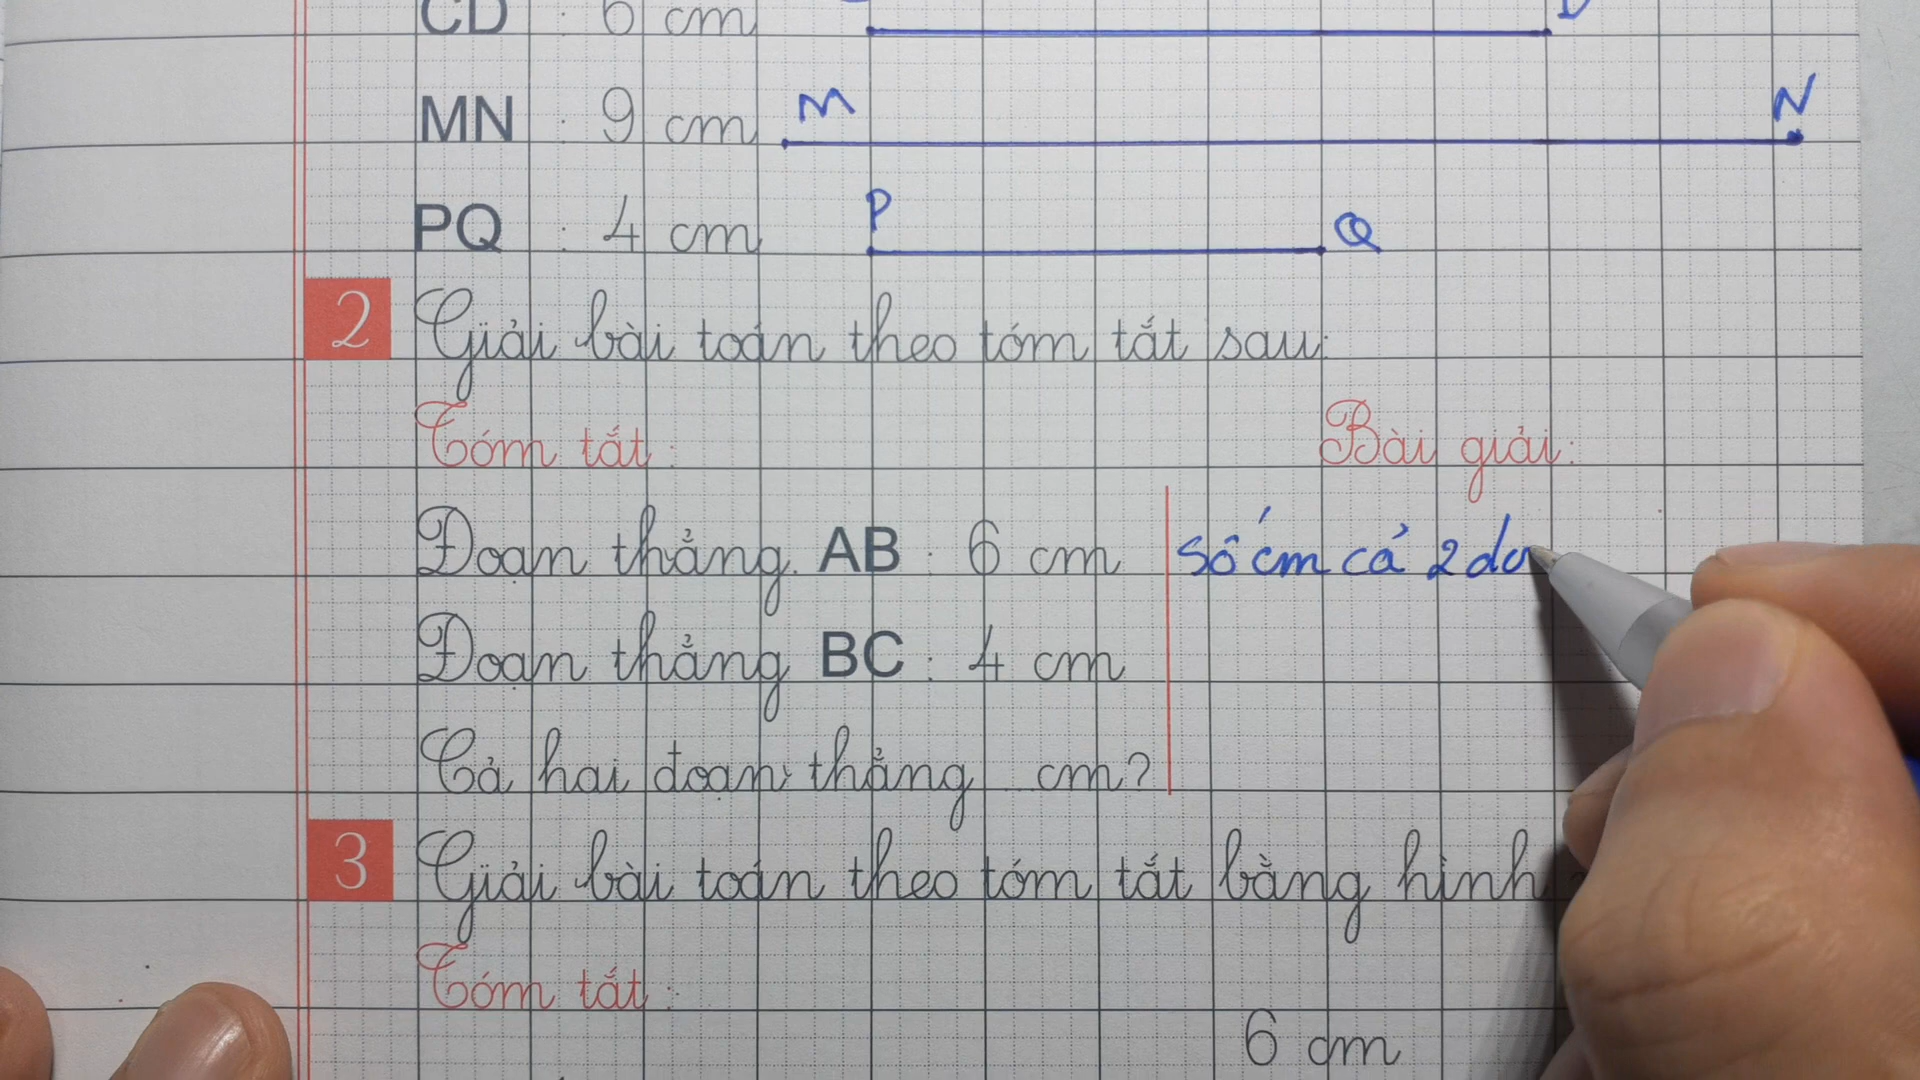 CD : 6 cm
MN : 9 cm M N
PQ : 4 cm P Q
2 Giải bài toán theo tóm tắt sau:
Tóm tắt: Bài giải:
Đoạn thẳng AB : 6 cm Số cm cả 2 do
Đoạn thẳng BC : 4 cm
Cả hai đoạn thẳng cm?
3 Giải bài toán theo tóm tắt bằng hình
Tóm tắt:
6 cm